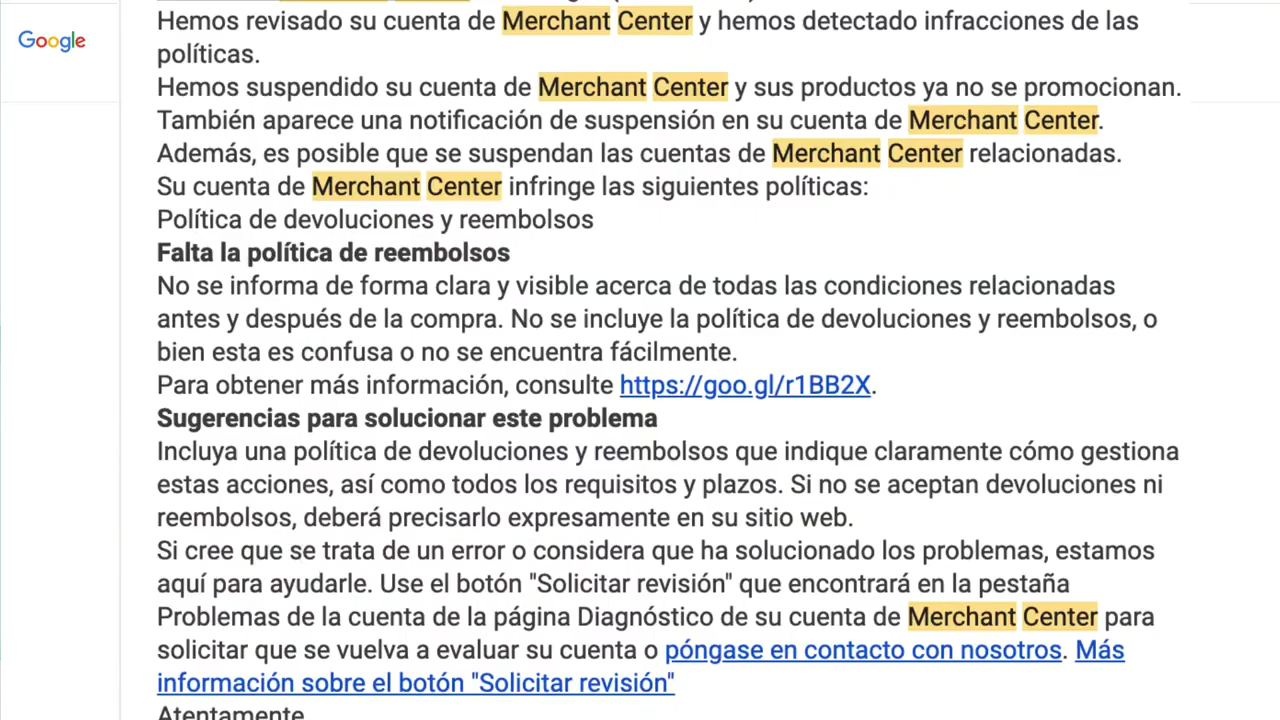 Google
Hemos revisado su cuenta de Merchant Center y hemos detectado infracciones de las
políticas.
Hemos suspendido su cuenta de Merchant Center y sus productos ya no se promocionan.
También aparece una notificación de suspensión en su cuenta de Merchant Center.
Además, es posible que se suspendan las cuentas de Merchant Center relacionadas.
Su cuenta de Merchant Center infringe las siguientes políticas:
Política de devoluciones y reembolsos
Falta la política de reembolsos
No se informa de forma clara y visible acerca de todas las condiciones relacionadas
antes y después de la compra. No se incluye la política de devoluciones y reembolsos, o
bien esta es confusa o no se encuentra fácilmente.
Para obtener más información, consulte https://goo.gl/r1BB2X.
Sugerencias para solucionar este problema
Incluya una política de devoluciones y reembolsos que indique claramente cómo gestiona
estas acciones, así como todos los requisitos y plazos. Si no se aceptan devoluciones ni
reembolsos, deberá precisarlo expresamente en su sitio web.
Si cree que se trata de un error o considera que ha solucionado los problemas, estamos
aquí para ayudarle. Use el botón "Solicitar revisión" que encontrará en la pestaña
Problemas de la cuenta de la página Diagnóstico de su cuenta de Merchant Center para
solicitar que se vuelva a evaluar su cuenta o póngase en contacto con nosotros. Más
información sobre el botón "Solicitar revisión"
Atentamente